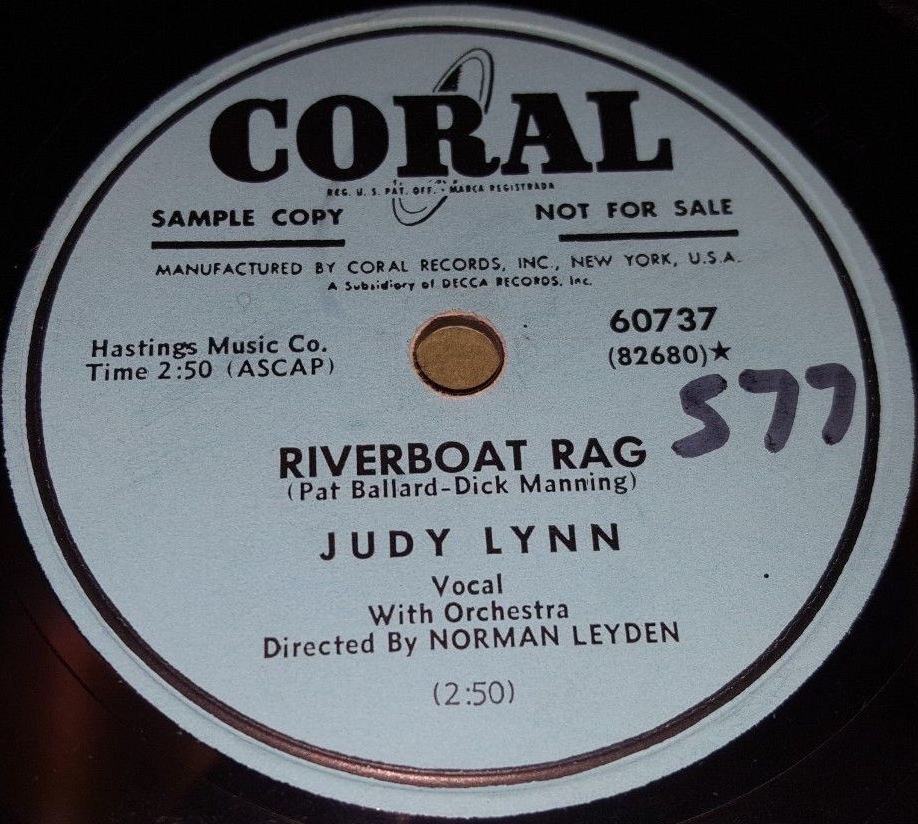 CORAL
REG. U. S. PAT. OFF. · MARCA REGISTRADA
SAMPLE COPY NOT FOR SALE
MANUFACTURED BY CORAL RECORDS, INC., NEW YORK, U.S.A.
A Subsidiary of DECCA RECORDS, Inc.
Hastings Music Co.
Time 2:50 (ASCAP)
60737
(82680)★
577
RIVERBOAT RAG
(Pat Ballard-Dick Manning)
JUDY LYNN
Vocal
With Orchestra
Directed By NORMAN LEYDEN
(2:50)